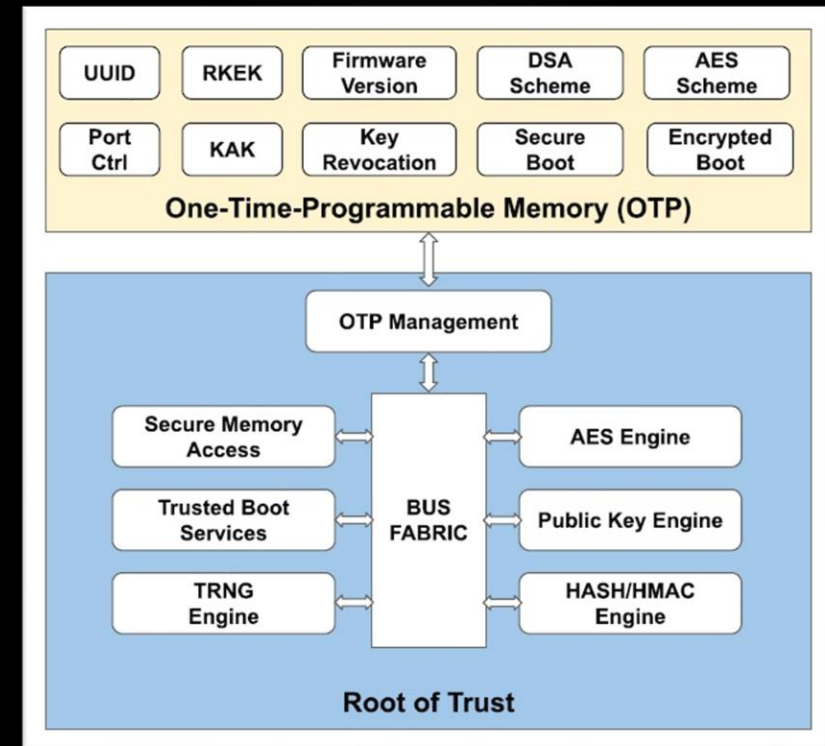 UUID
RKEK
Firmware
Version
DSA
Scheme
AES
Scheme
Port
Ctrl
KAK
Key
Revocation
Secure
Boot
Encrypted
Boot
One-Time-Programmable Memory (OTP)
OTP Management
Secure Memory
Access
Trusted Boot
Services
TRNG
Engine
BUS
FABRIC
AES Engine
Public Key Engine
HASH/HMAC
Engine
Root of Trust